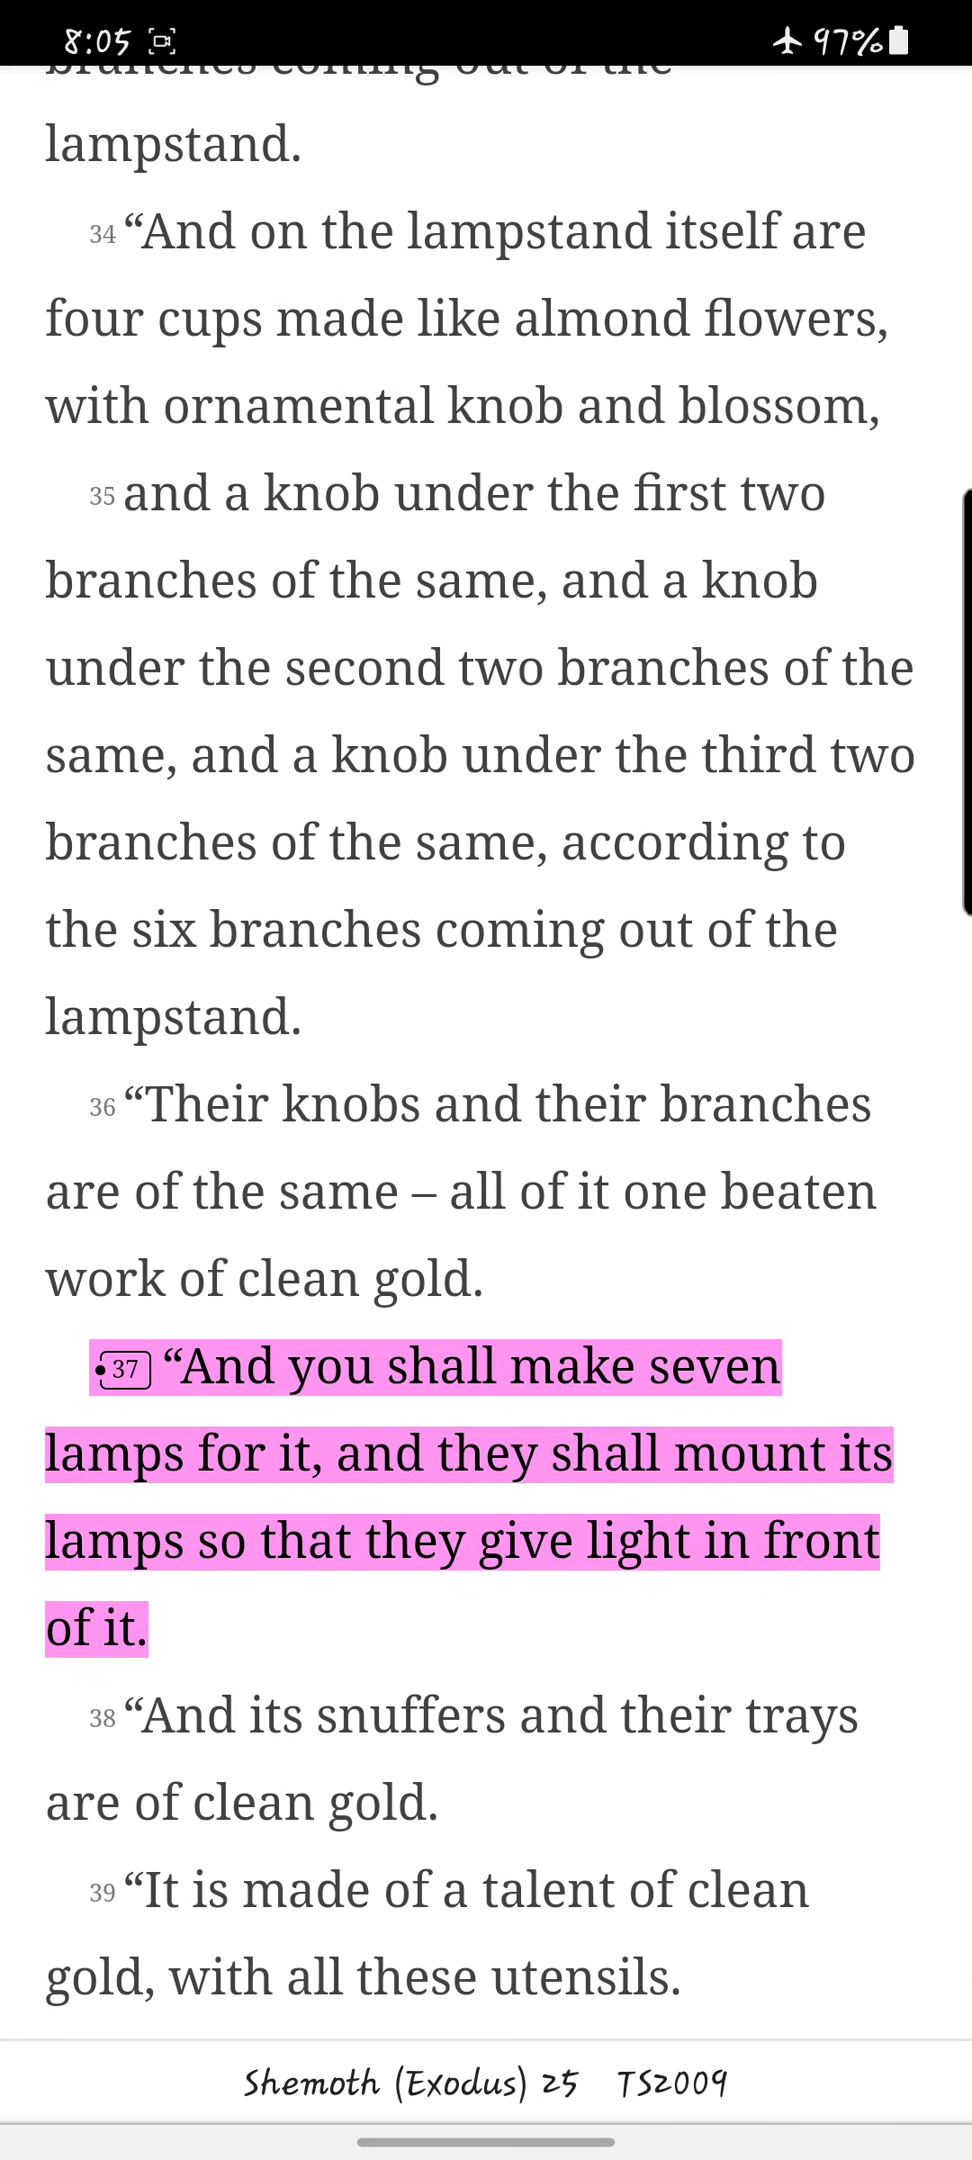 8:05 97%
branches coming out of the
lampstand.
34 “And on the lampstand itself are
four cups made like almond flowers,
with ornamental knob and blossom,
35 and a knob under the first two
branches of the same, and a knob
under the second two branches of the
same, and a knob under the third two
branches of the same, according to
the six branches coming out of the
lampstand.
36 “Their knobs and their branches
are of the same – all of it one beaten
work of clean gold.
37 “And you shall make seven
lamps for it, and they shall mount its
lamps so that they give light in front
of it.
38 “And its snuffers and their trays
are of clean gold.
39 “It is made of a talent of clean
gold, with all these utensils.
Shemoth (Exodus) 25 TS2009